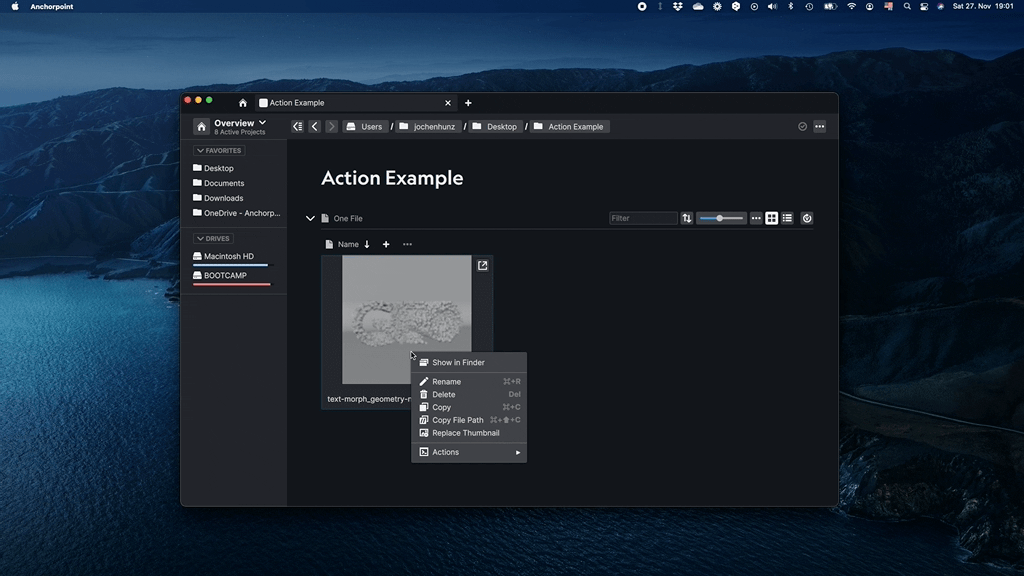 Anchorpoint
Sat 27. Nov 19:01
Action Example
Overview
8 Active Projects
Users / jochenhunz / Desktop / Action Example
FAVORITES
Desktop
Documents
Downloads
OneDrive - Anchorp...
DRIVES
Macintosh HD
BOOTCAMP
Action Example
One File
Filter
Name
text-morph_geometry-
Show in Finder
Rename ⌘+R
Delete Del
Copy ⌘+C
Copy File Path ⌘+⇧+C
Replace Thumbnail
Actions